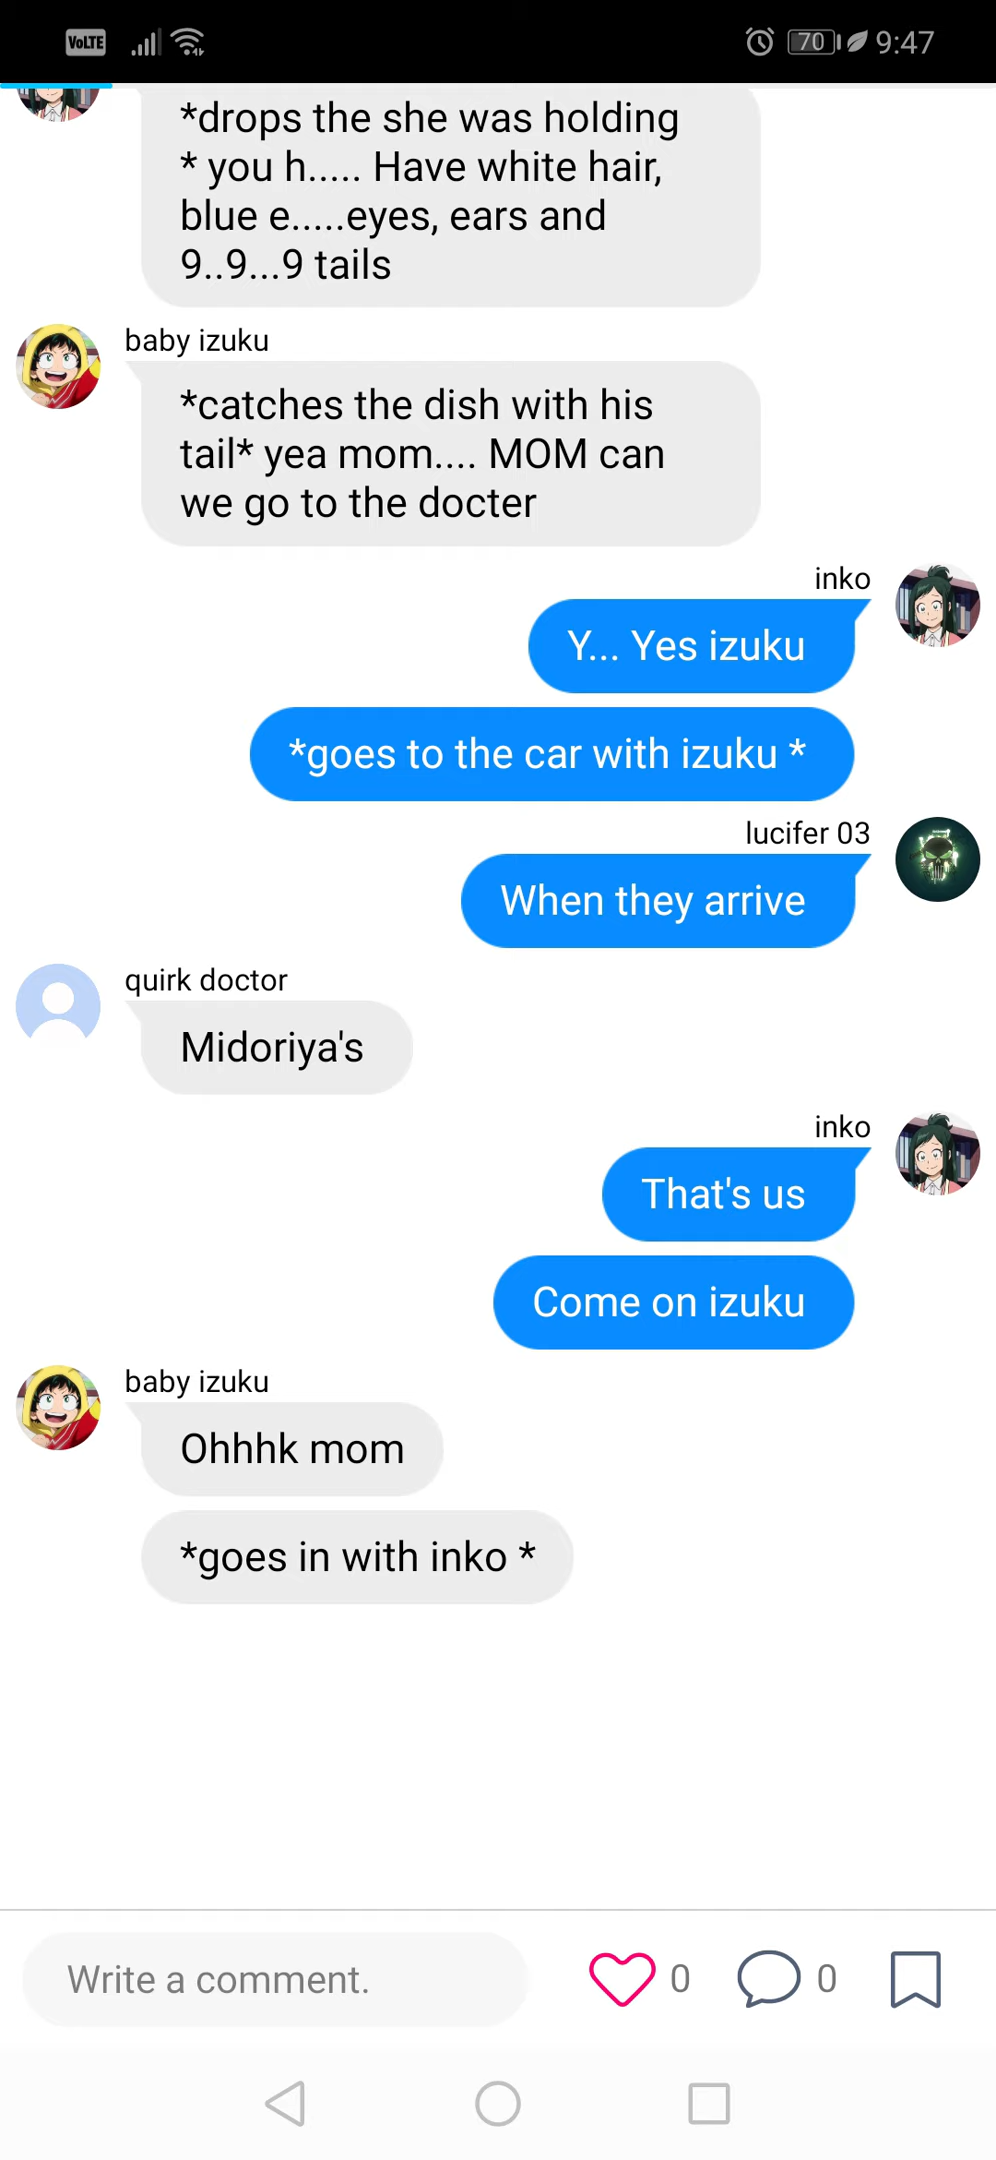 VoLTE
70
9:47
*drops the she was holding
* you h..... Have white hair,
blue e.....eyes, ears and
9..9...9 tails
baby izuku
*catches the dish with his
tail* yea mom.... MOM can
we go to the docter
inko
Y... Yes izuku
*goes to the car with izuku *
lucifer 03
When they arrive
quirk doctor
Midoriya's
inko
That's us
Come on izuku
baby izuku
Ohhhk mom
*goes in with inko *
Write a comment.
0
0